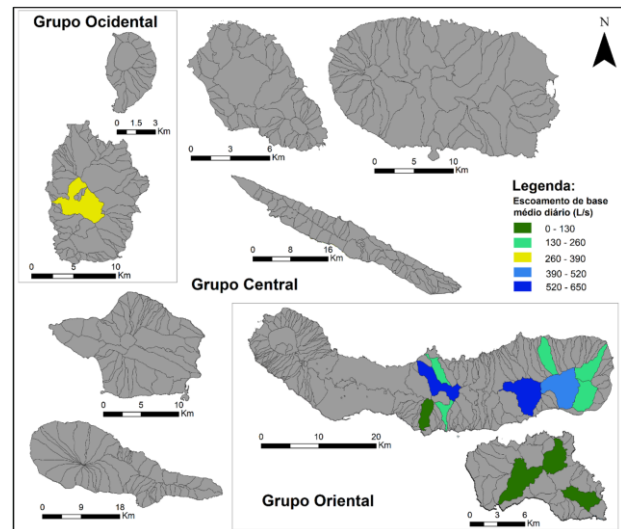 Grupo Ocidental
N
0 1.5 3
Km
0 3 6
Km
0 5 10
Km
0 5 10
Km
0 8 16
Km
Legenda:
Escoamento de base
médio diário (L/s)
0 - 130
130 - 260
260 - 390
390 - 520
520 - 650
Grupo Central
0 5 10
Km
0 10 20
Km
0 9 18
Km
Grupo Oriental
0 3 6
Km